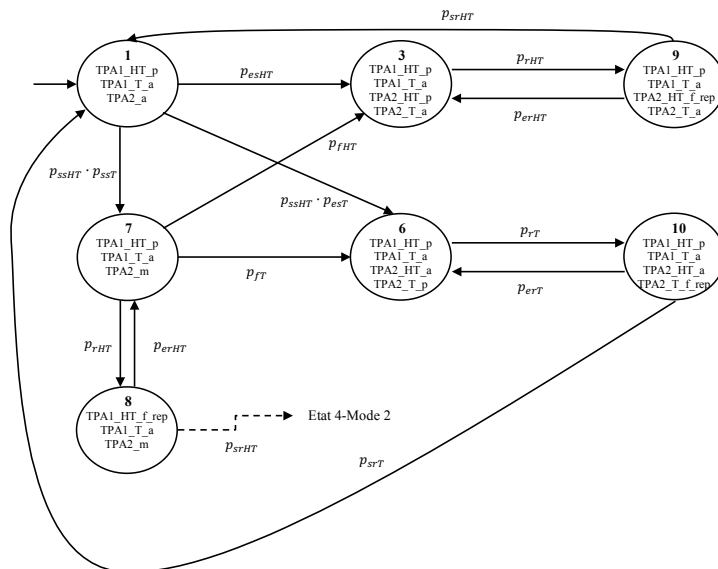 p_srHT
1
TPA1_HT_p
TPA1_T_a
TPA2_a
p_esHT
3
TPA1_HT_p
TPA1_T_a
TPA2_HT_p
TPA2_T_a
p_rHT
p_erHT
9
TPA1_HT_p
TPA1_T_a
TPA2_HT_f_rep
TPA2_T_a
p_ssHT · p_ssT
p_fHT
p_ssHT · p_esT
7
TPA1_HT_p
TPA1_T_a
TPA2_m
p_fT
6
TPA1_HT_p
TPA1_T_a
TPA2_HT_a
TPA2_T_p
p_rT
p_erT
10
TPA1_HT_p
TPA1_T_a
TPA2_HT_a
TPA2_T_f_rep
p_rHT
p_erHT
8
TPA1_HT_f_rep
TPA1_T_a
TPA2_m
p_srHT
Etat 4-Mode 2
p_srT